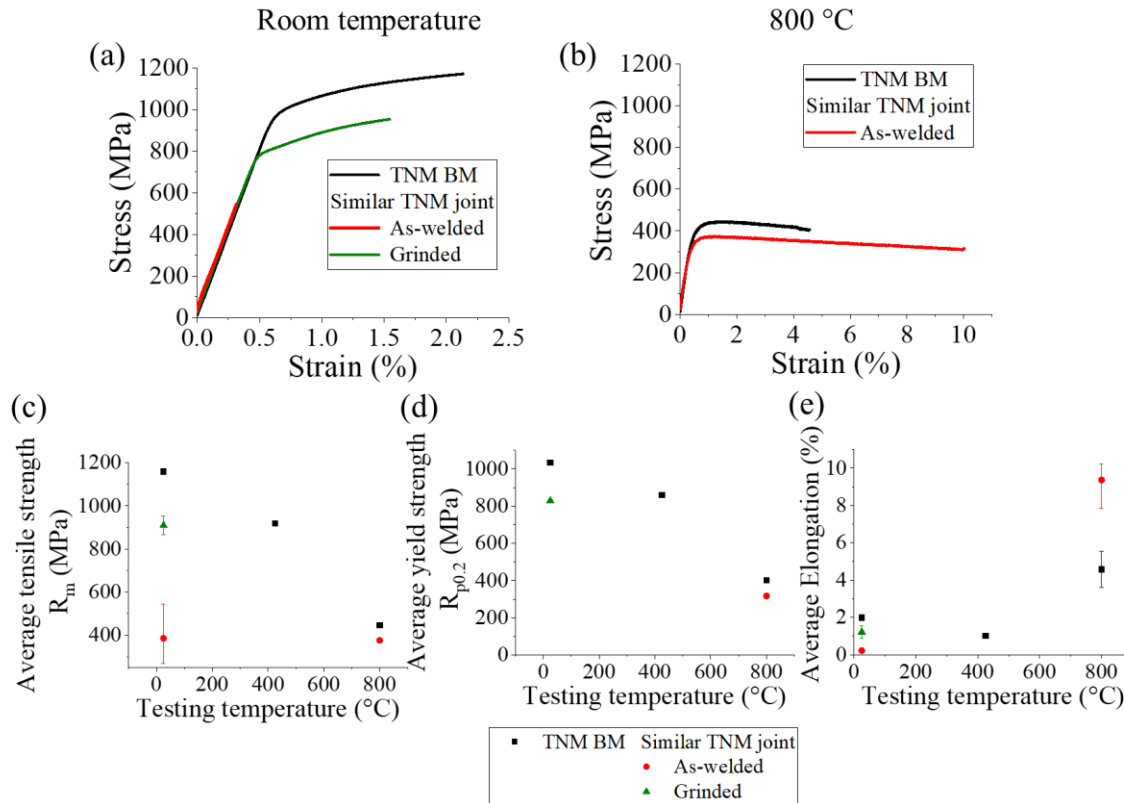 Room temperature
800 °C
(a)
1200
1000
800
600
400
200
0
Stress (MPa)
TNM BM
Similar TNM joint
As-welded
Grinded
0.0 0.5 1.0 1.5 2.0 2.5
Strain (%)
(b)
1200
1000
800
600
400
200
0
Stress (MPa)
TNM BM
Similar TNM joint
As-welded
0 2 4 6 8 10
Strain (%)
(c)
1200
1000
800
600
400
Average tensile strength
Rm (MPa)
0 200 400 600 800
Testing temperature (°C)
(d)
1000
800
600
400
200
0
Average yield strength
Rp0.2 (MPa)
0 200 400 600 800
Testing temperature (°C)
(e)
10
8
6
4
2
0
Average Elongation (%)
0 200 400 600 800
Testing temperature (°C)
TNM BM Similar TNM joint
As-welded
Grinded